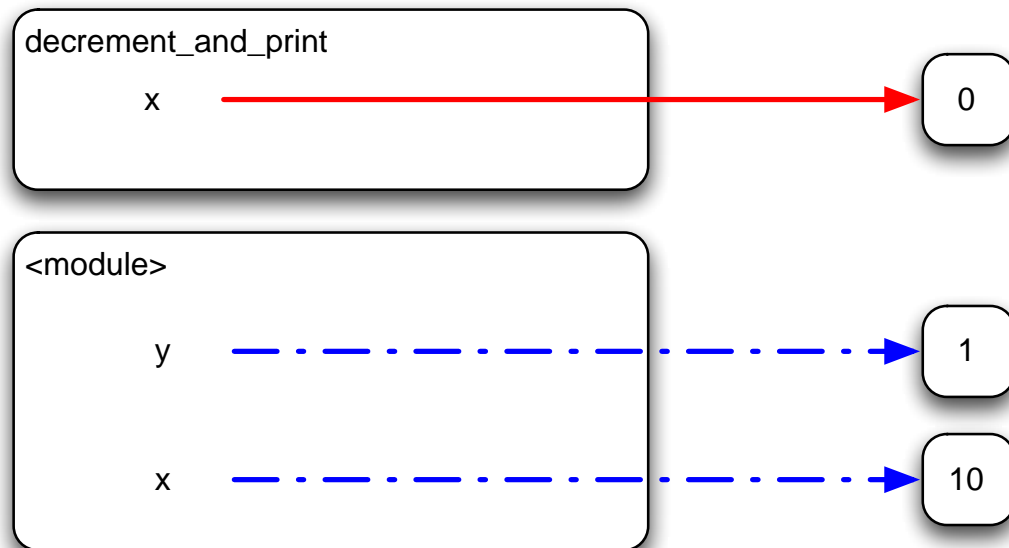 decrement_and_print
x 0
<module>
y 1
x 10